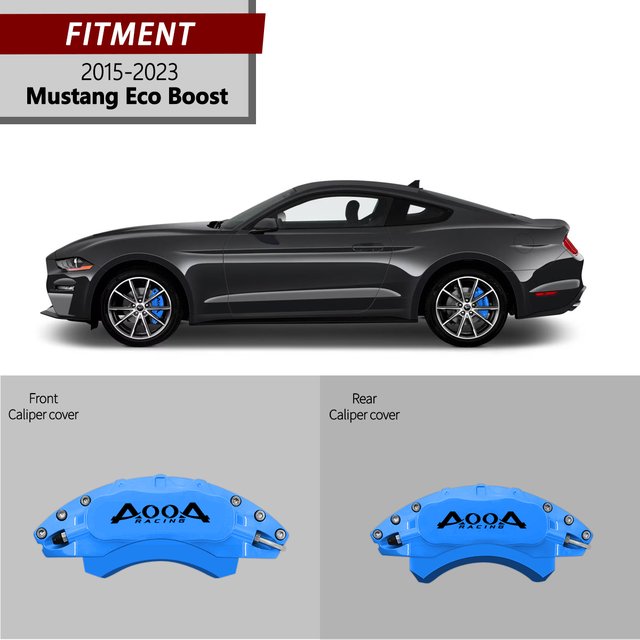 FITMENT
2015-2023
Mustang Eco Boost
Front
Caliper cover
Rear
Caliper cover
AOOA
RACING
AOOA
RACING